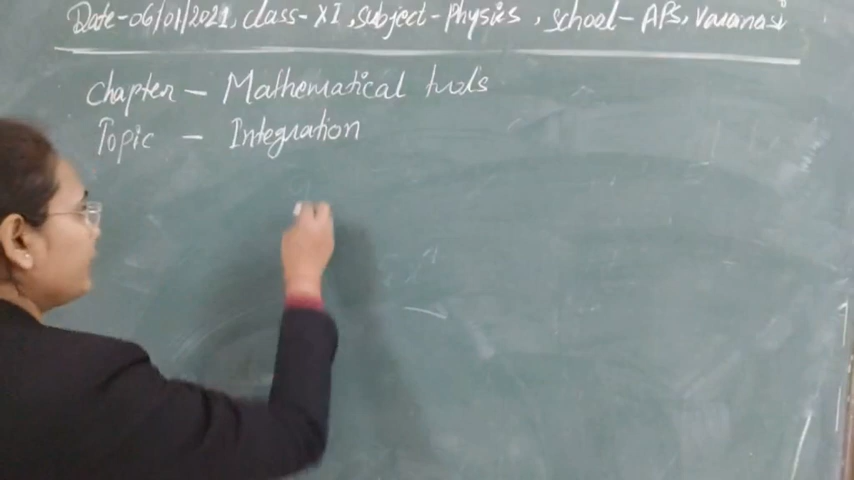 Date-06/01/2021, class-XI, Subject-Physics, School-APS, Varanasi
Chapter - Mathematical tools
Topic - Integration